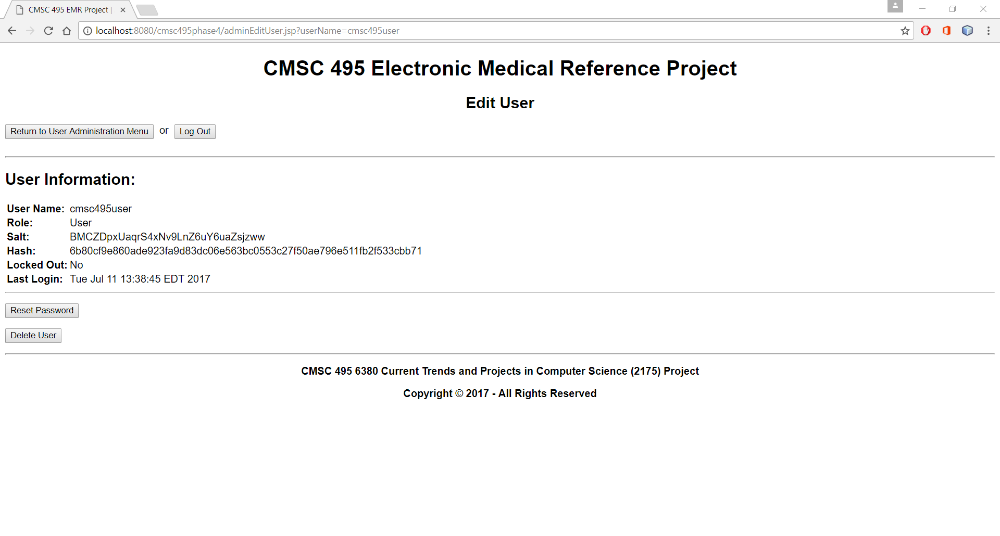 CMSC 495 EMR Project |
localhost:8080/cmsc495phase4/adminEditUser.jsp?userName=cmsc495user
CMSC 495 Electronic Medical Reference Project
Edit User
Return to User Administration Menu or Log Out
User Information:
User Name: cmsc495user
Role: User
Salt: BMCZDpxUaqrS4xNv9LnZ6uY6uaZsjzww
Hash: 6b80cf9e860ade923fa9d83dc06e563bc0553c27f50ae796e511fb2f533cbb71
Locked Out: No
Last Login: Tue Jul 11 13:38:45 EDT 2017
Reset Password
Delete User
CMSC 495 6380 Current Trends and Projects in Computer Science (2175) Project
Copyright © 2017 - All Rights Reserved